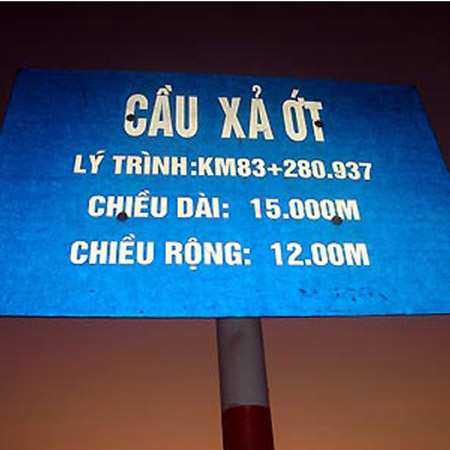 CẦU XẢ ỚT
LÝ TRÌNH:KM83+280.937
CHIỀU DÀI: 15.000M
CHIỀU RỘNG: 12.00M